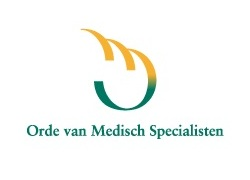 Orde van Medisch Specialisten